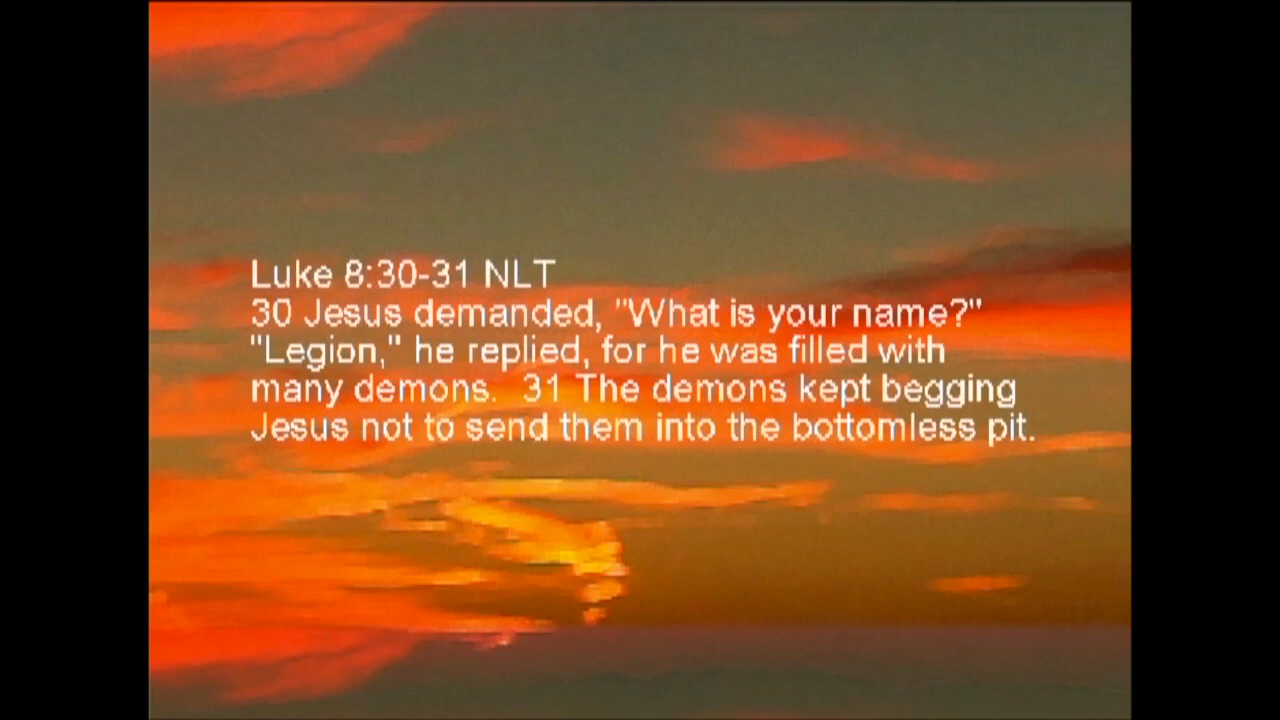 Luke 8:30-31 NLT
30 Jesus demanded, "What is your name?"
"Legion," he replied, for he was filled with
many demons.  31 The demons kept begging
Jesus not to send them into the bottomless pit.